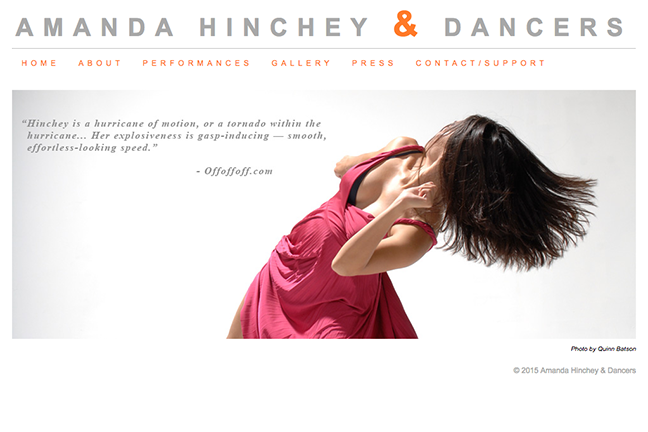 AMANDA HINCHEY & DANCERS
HOME ABOUT PERFORMANCES GALLERY PRESS CONTACT/SUPPORT
“Hinchey is a hurricane of motion, or a tornado within the
hurricane... Her explosiveness is gasp-inducing — smooth,
effortless-looking speed.”
- Offoffoff.com
Photo by Quinn Batson
© 2015 Amanda Hinchey & Dancers